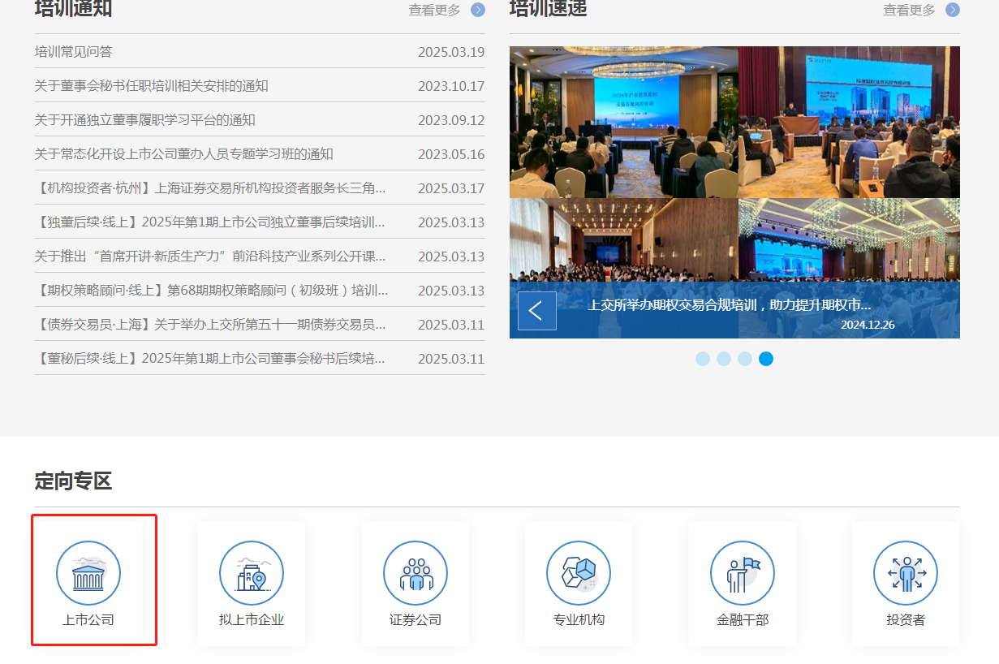 培训通知
查看更多
培训常见问答 2025.03.19
关于董事会秘书任职培训相关安排的通知 2023.10.17
关于开通独立董事履职学习平台的通知 2023.09.12
关于常态化开设上市公司董办人员专题学习班的通知 2023.05.16
【机构投资者·杭州】上海证券交易所机构投资者服务长三角... 2025.03.17
【独董后续·线上】2025年第1期上市公司独立董事后续培训... 2025.03.13
关于推出“首席开讲·新质生产力”前沿科技产业系列公开课... 2025.03.13
【期权策略顾问·线上】第68期期权策略顾问（初级班）培训... 2025.03.13
【债券交易员·上海】关于举办上交所第五十一期债券交易员... 2025.03.11
【董秘后续·线上】2025年第1期上市公司董事会秘书后续培... 2025.03.11
培训速递
查看更多
上交所举办期权交易合规培训，助力提升期权市...
2024.12.26
定向专区
上市公司
拟上市企业
证券公司
专业机构
金融干部
投资者